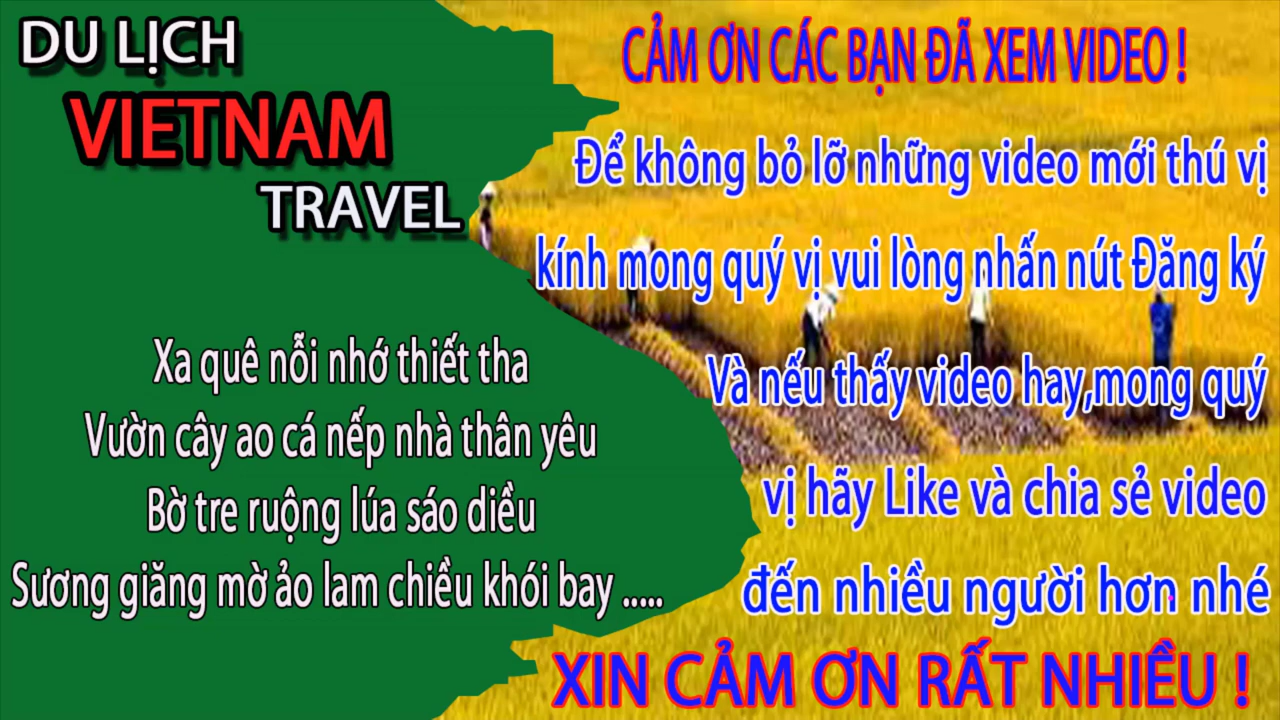 DU LỊCH
VIETNAM
TRAVEL
Xa quê nỗi nhớ thiết tha
Vườn cây ao cá nếp nhà thân yêu
Bờ tre ruộng lúa sáo diều
Sương giăng mờ ảo lam chiều khói bay .....
CẢM ƠN CÁC BẠN ĐÃ XEM VIDEO !
Để không bỏ lỡ những video mới thú vị
kính mong quý vị vui lòng nhấn nút Đăng ký
Và nếu thấy video hay,mong quý
vị hãy Like và chia sẻ video
đến nhiều người hơn nhé
XIN CẢM ƠN RẤT NHIỀU !